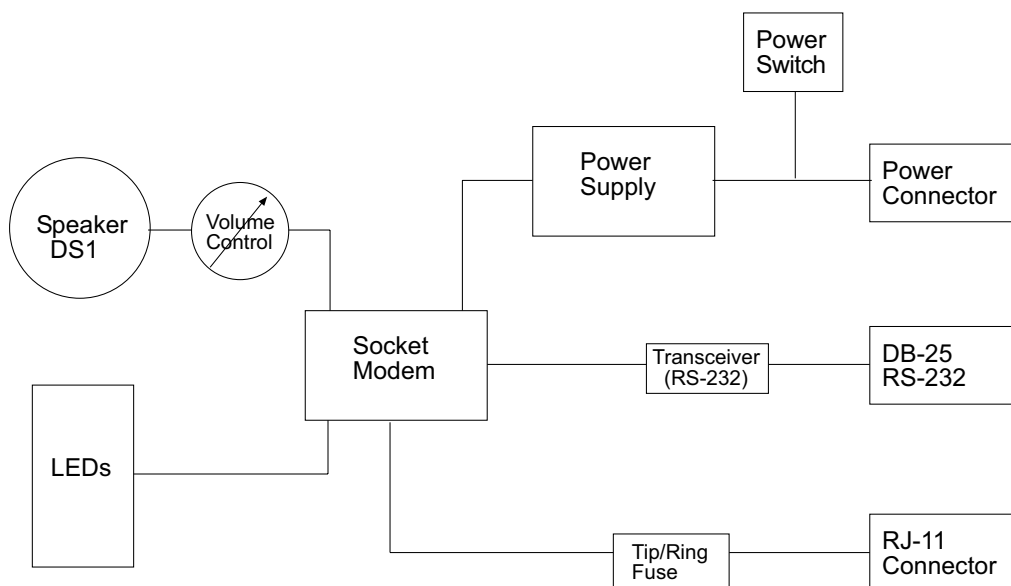 Power
Switch
Power
Supply
Power
Connector
Speaker
DS1
Volume
Control
Socket
Modem
Transceiver
(RS-232)
DB-25
RS-232
LEDs
Tip/Ring
Fuse
RJ-11
Connector